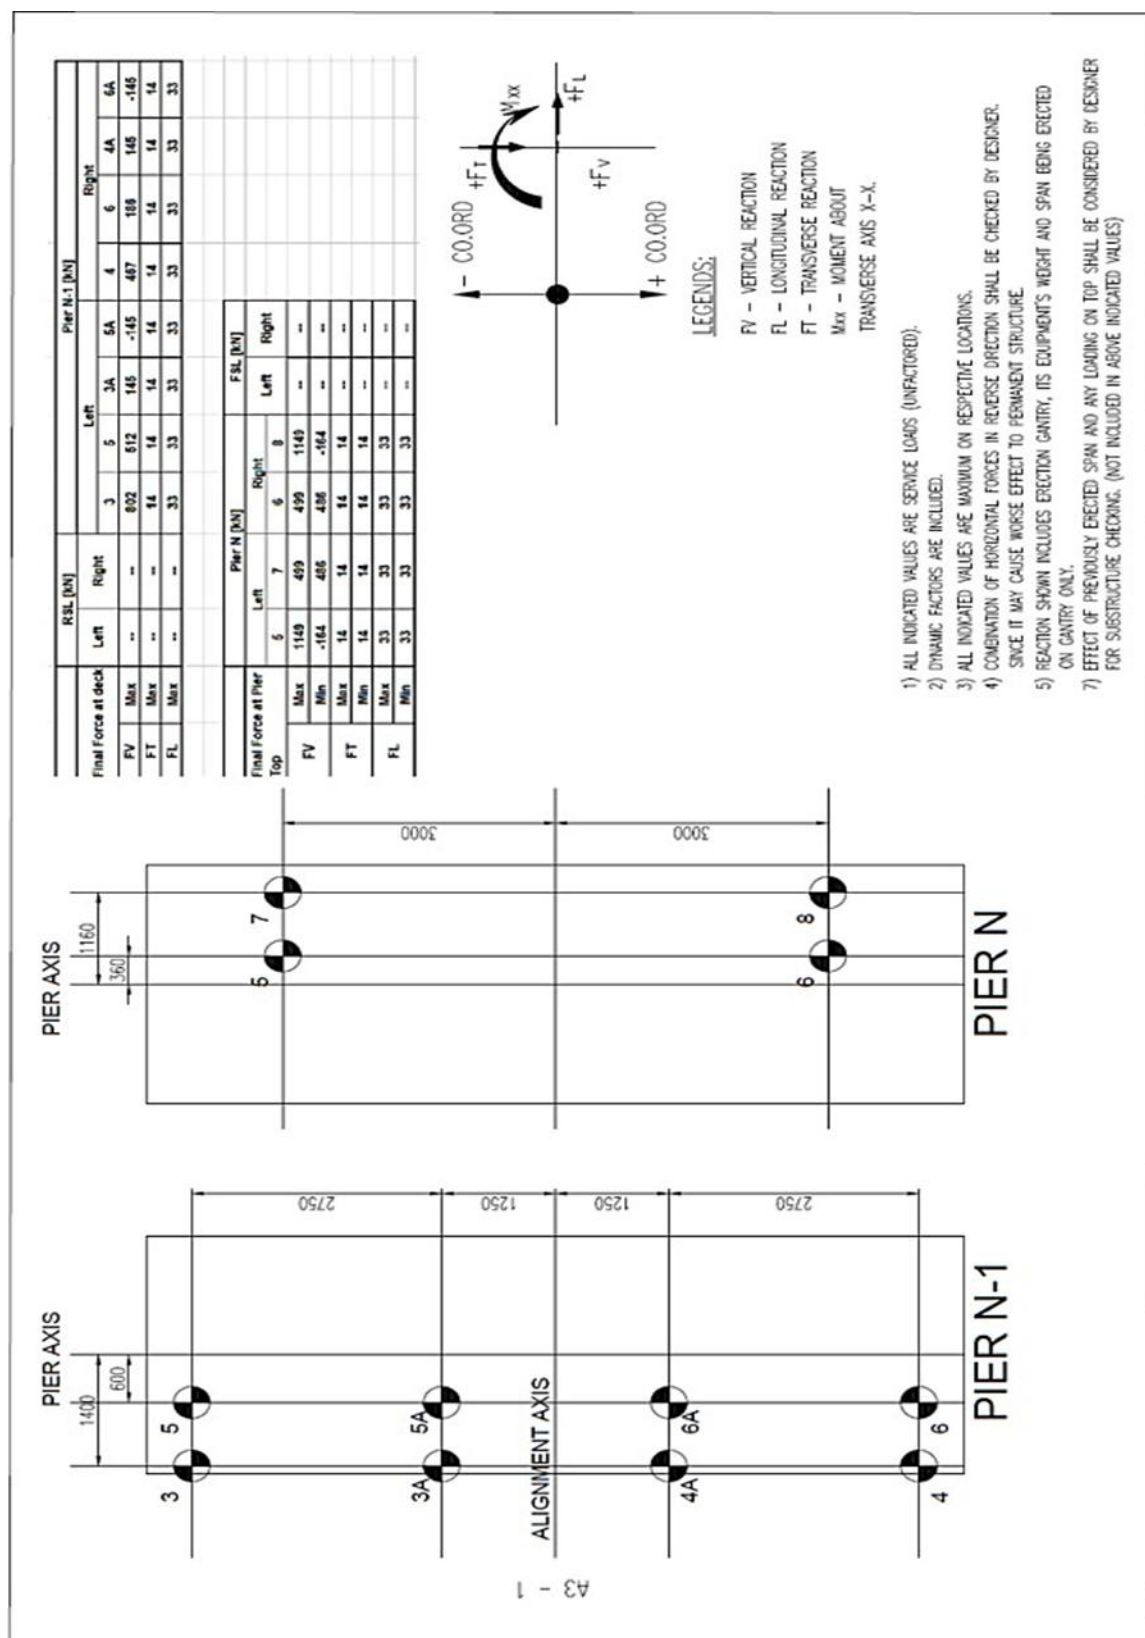 RSL [kN] Pier N-1 [kN]
Final Force at deck Left Right Left Right
3 5 3A 5A 4 6 4A 6A
FV Max -- -- 802 512 145 -145 467 186 145 -145
FT Max -- -- 14 14 14 14 14 14 14 14
FL Max -- -- 33 33 33 33 33 33 33 33
Pier N [kN] FSL [kN]
Final Force at Pier Top Left Right Left Right
5 7 6 8
FV Max 1149 499 499 1149 -- --
Min -164 486 486 -164 -- --
FT Max 14 14 14 14 -- --
Min 14 14 14 14 -- --
FL Max 33 33 33 33 -- --
Min 33 33 33 33 -- --
- CO.ORD
+FT
Mxx
+FL
+FV
+ CO.ORD
LEGENDS:
FV - VERTICAL REACTION
FL - LONGITUDINAL REACTION
FT - TRANSVERSE REACTION
Mxx - MOMENT ABOUT
TRANSVERSE AXIS X-X.
1) ALL INDICATED VALUES ARE SERVICE LOADS (UNFACTORED).
2) DYNAMIC FACTORS ARE INCLUDED.
3) ALL INDICATED VALUES ARE MAXIMUM ON RESPECTIVE LOCATIONS.
4) COMBINATION OF HORIZONTAL FORCES IN REVERSE DIRECTION SHALL BE CHECKED BY DESIGNER.
SINCE IT MAY CAUSE WORSE EFFECT TO PERMANENT STRUCTURE.
5) REACTION SHOWN INCLUDES ERECTION GANTRY, ITS EQUIPMENT'S WEIGHT AND SPAN BEING ERECTED
ON GANTRY ONLY.
7) EFFECT OF PREVIOUSLY ERECTED SPAN AND ANY LOADING ON TOP SHALL BE CONSIDERED BY DESIGNER
FOR SUBSTRUCTURE CHECKING. (NOT INCLUDED IN ABOVE INDICATED VALUES)
PIER AXIS
1160
360
5
7
3000
3000
6
8
PIER N
PIER AXIS
1400
600
3
5
2750
3A
5A
1250
ALIGNMENT AXIS
1250
4A
6A
2750
4
6
PIER N-1
A3 - 1